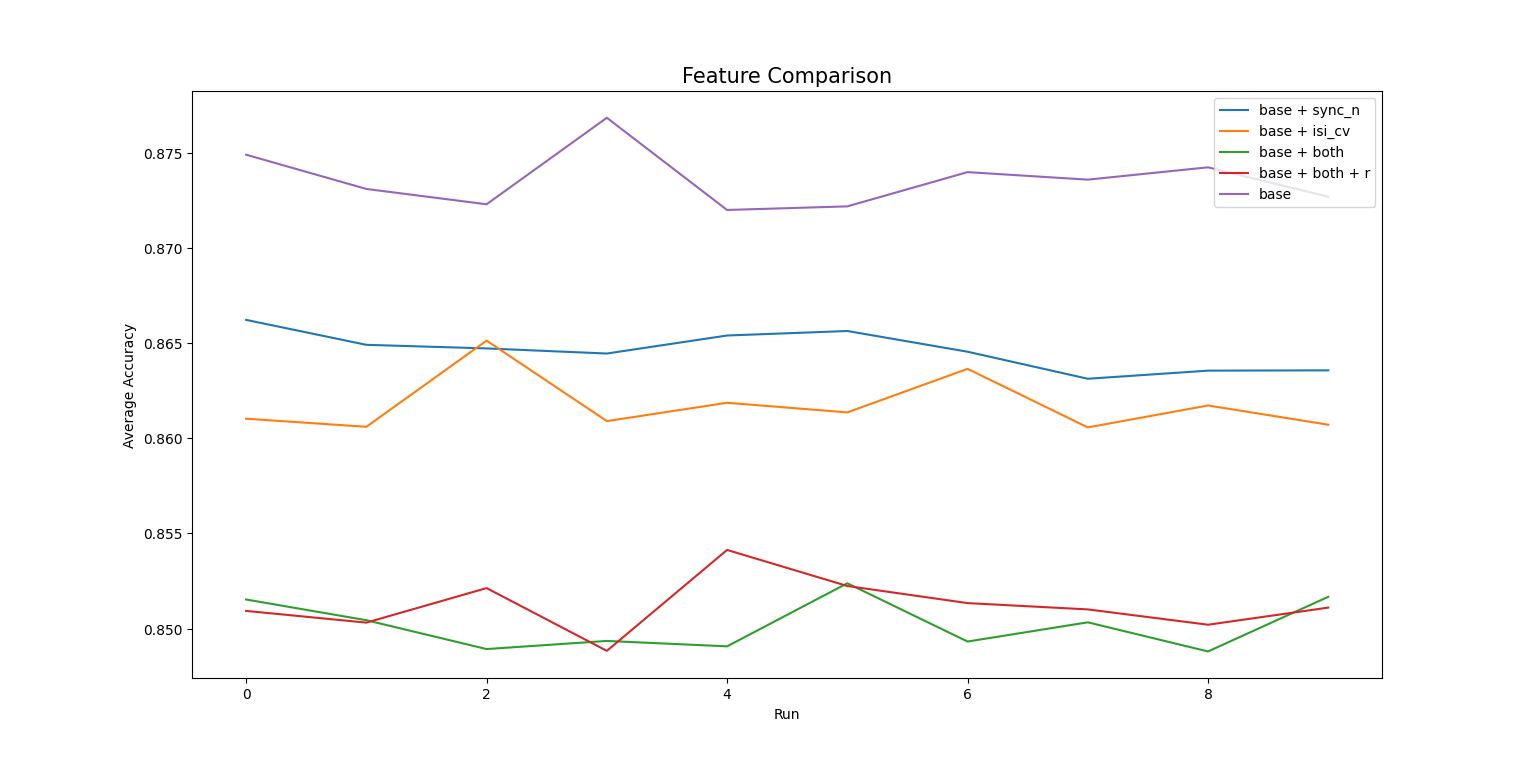 Feature Comparison
base + sync_n
base + isi_cv
base + both
base + both + r
base
0.875
0.870
0.865
0.860
0.855
0.850
Average Accuracy
0 2 4 6 8
Run